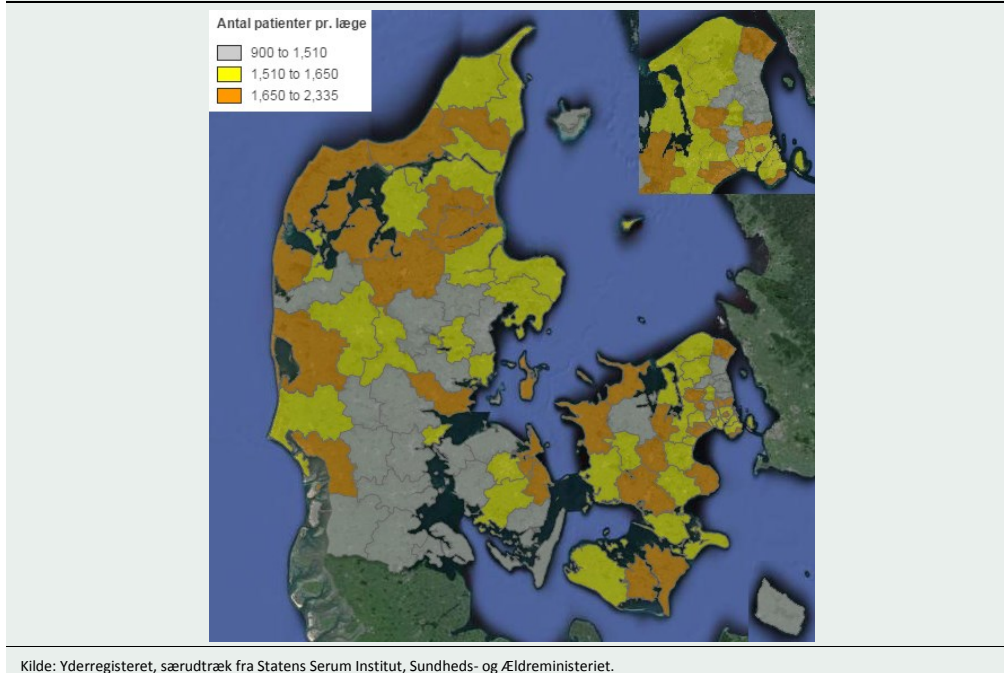 Antal patienter pr. læge
900 to 1,510
1,510 to 1,650
1,650 to 2,335
Kilde: Yderregisteret, særudtræk fra Statens Serum Institut, Sundheds- og Ældreministeriet.